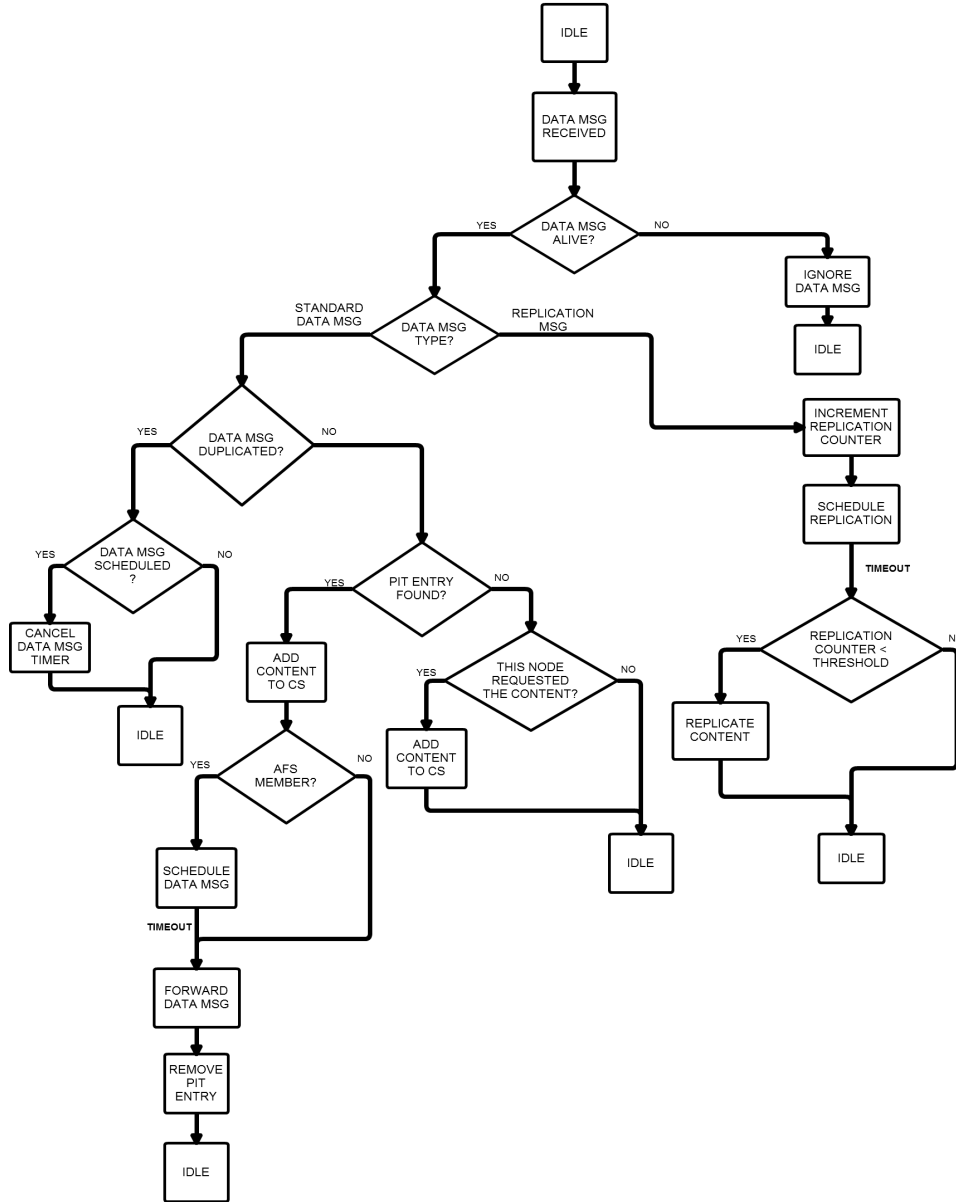 IDLE
DATA MSG
RECEIVED
DATA MSG
ALIVE?
YES
NO
IGNORE
DATA MSG
IDLE
DATA MSG
TYPE?
STANDARD
DATA MSG
REPLICATION
MSG
DATA MSG
DUPLICATED?
YES
NO
INCREMENT
REPLICATION
COUNTER
SCHEDULE
REPLICATION
TIMEOUT
DATA MSG
SCHEDULED
?
YES
NO
CANCEL
DATA MSG
TIMER
IDLE
PIT ENTRY
FOUND?
YES
NO
ADD
CONTENT
TO CS
THIS NODE
REQUESTED
THE CONTENT?
YES
NO
ADD
CONTENT
TO CS
IDLE
REPLICATION
COUNTER <
THRESHOLD
YES
REPLICATE
CONTENT
IDLE
AFS
MEMBER?
YES
NO
SCHEDULE
DATA MSG
TIMEOUT
FORWARD
DATA MSG
REMOVE
PIT
ENTRY
IDLE